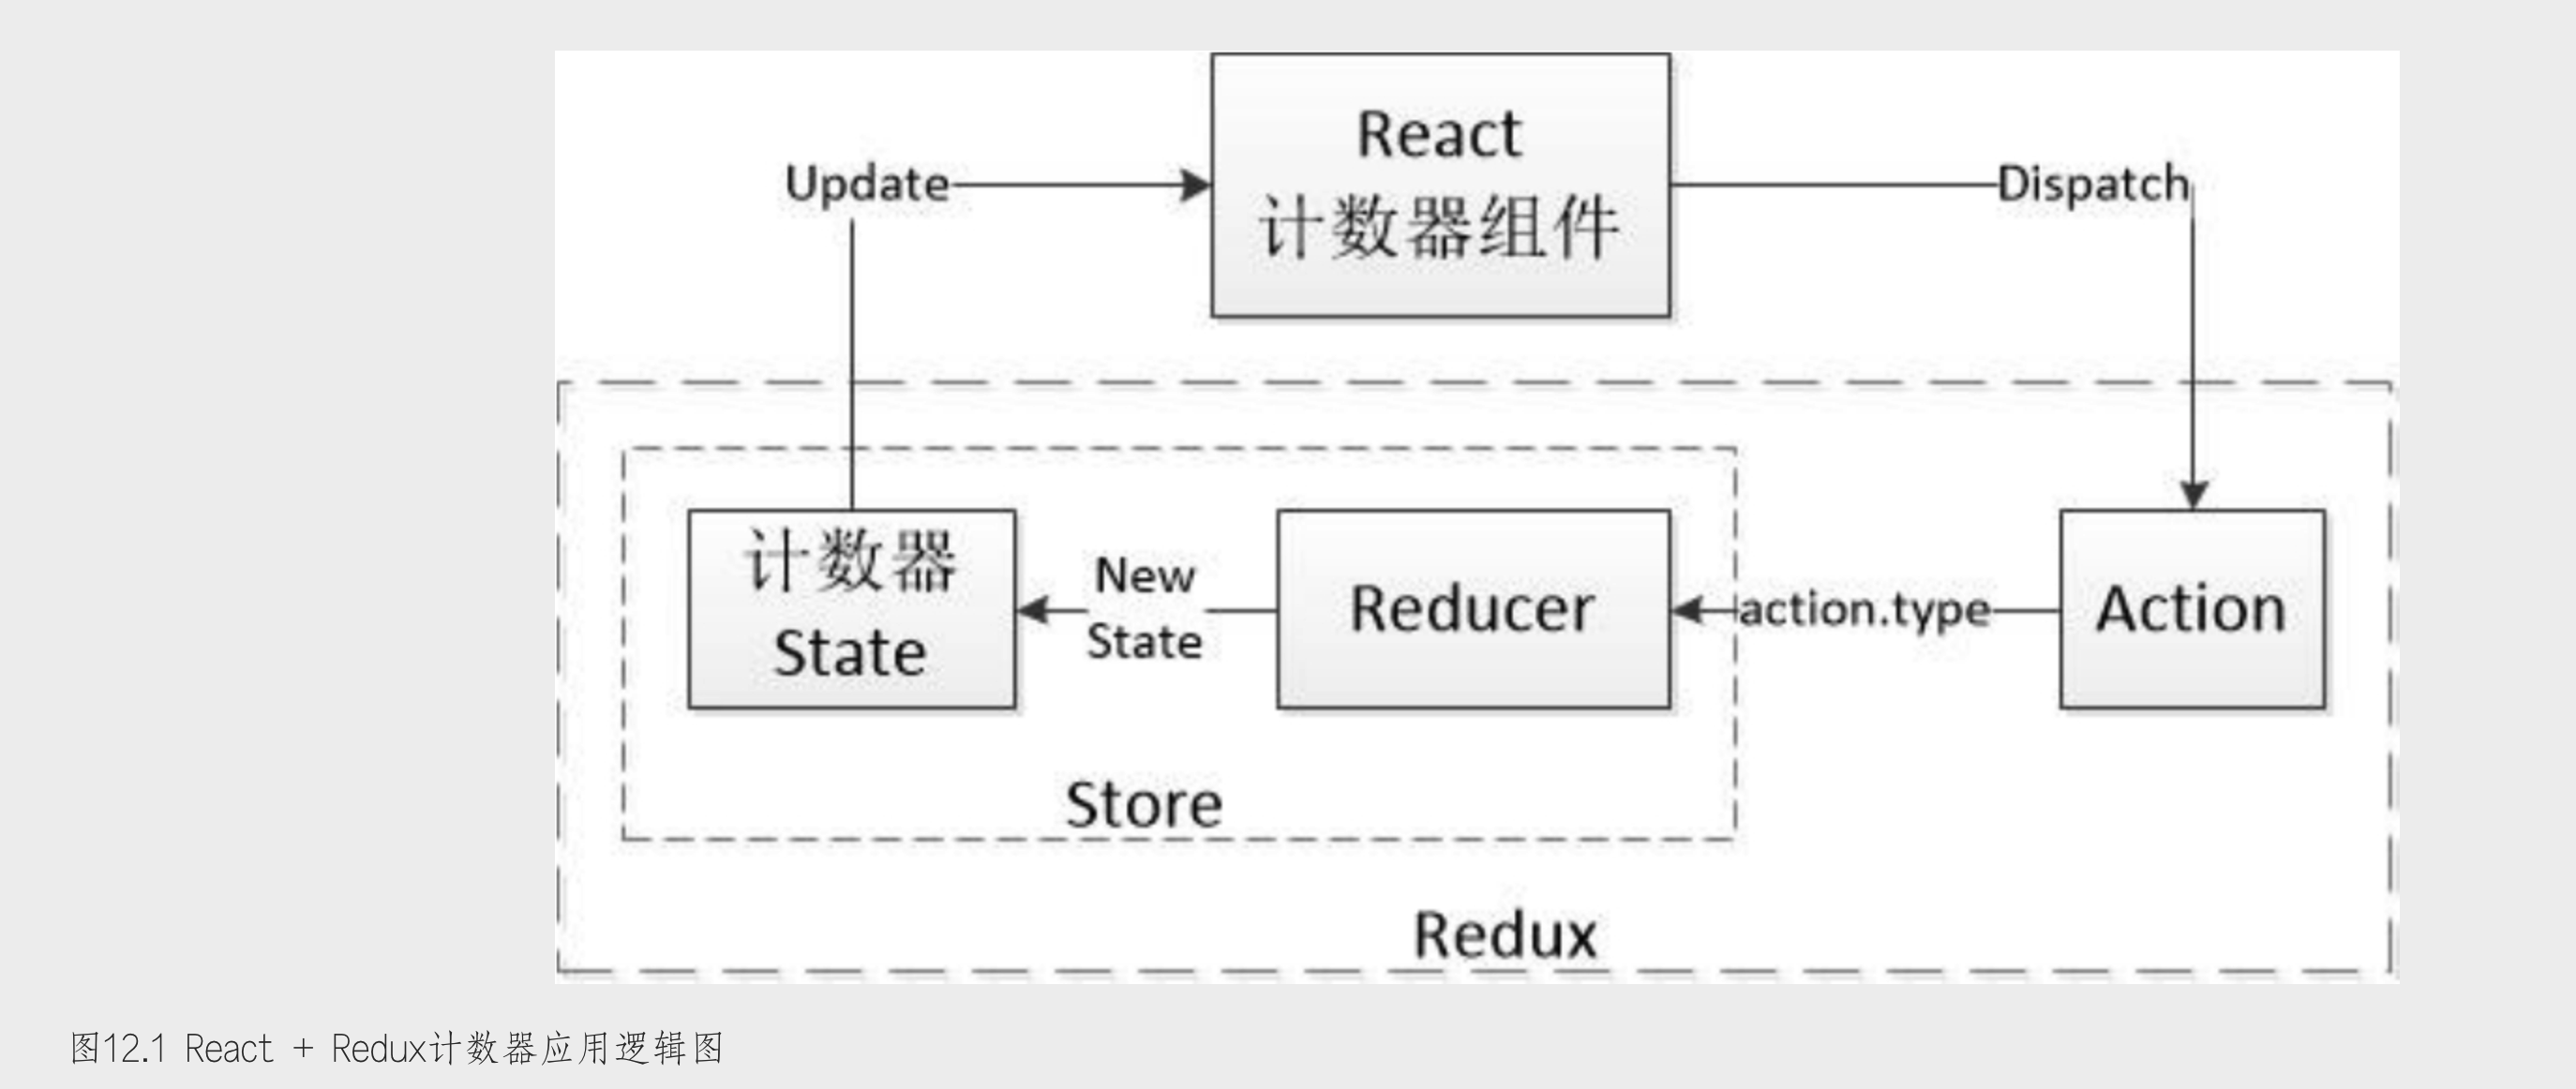 React
计数器组件
Update
Dispatch
计数器
State
New
State
Reducer
action.type
Action
Store
Redux
图12.1 React + Redux计数器应用逻辑图